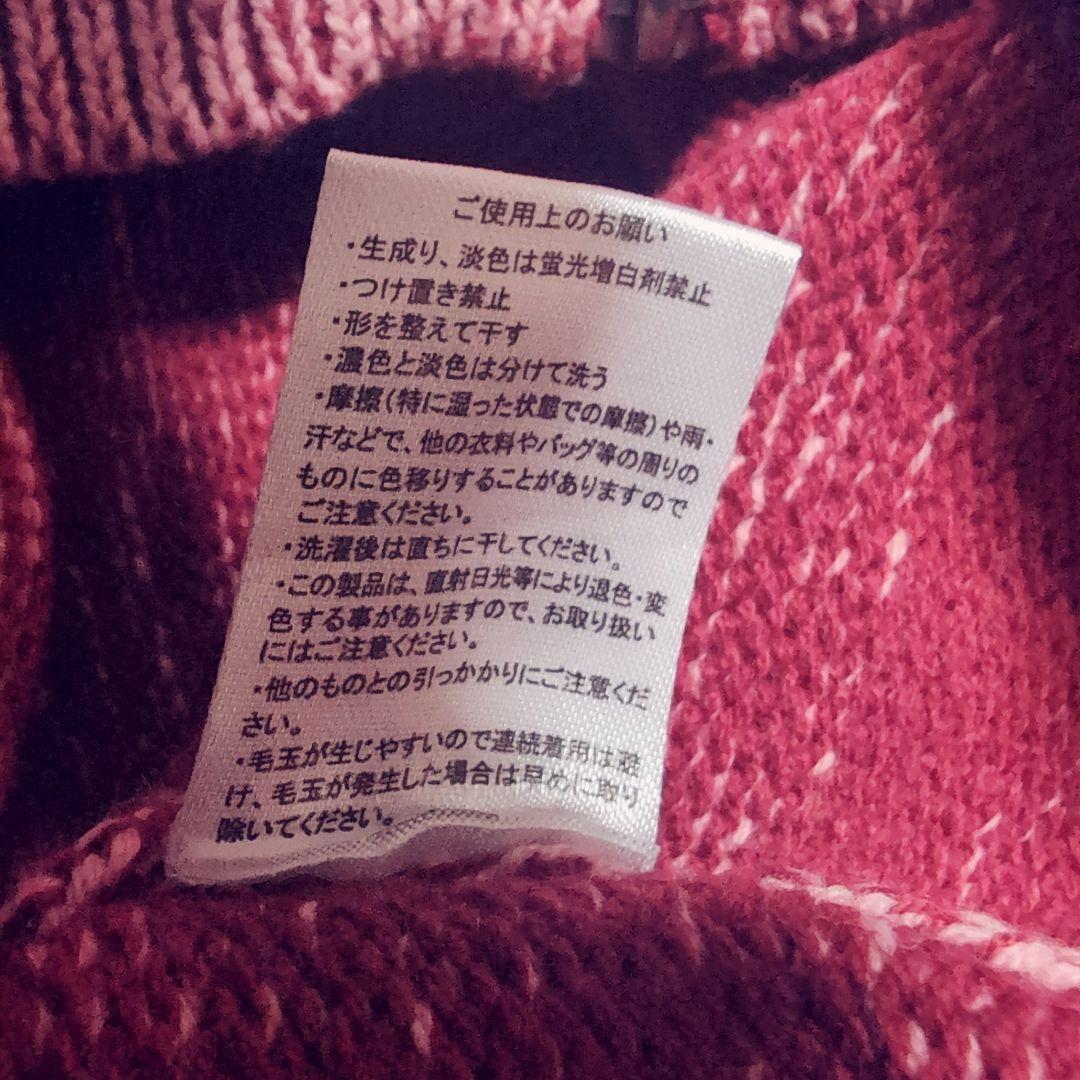 ご使用上のお願い
・生成り、淡色は蛍光増白剤禁止
・つけ置き禁止
・形を整えて干す
・濃色と淡色は分けて洗う
・摩擦(特に湿った状態での摩擦)や雨・
汗などで、他の衣料やバッグ等の周りの
ものに色移りすることがありますので
ご注意ください。
・洗濯後は直ちに干してください。
・この製品は、直射日光等により退色・変
色する事がありますので、お取り扱い
にはご注意ください。
・他のものとの引っかかりにご注意くだ
さい。
・毛玉が生じやすいので連続着用は避
け、毛玉が発生した場合は早めに取り
除いてください。